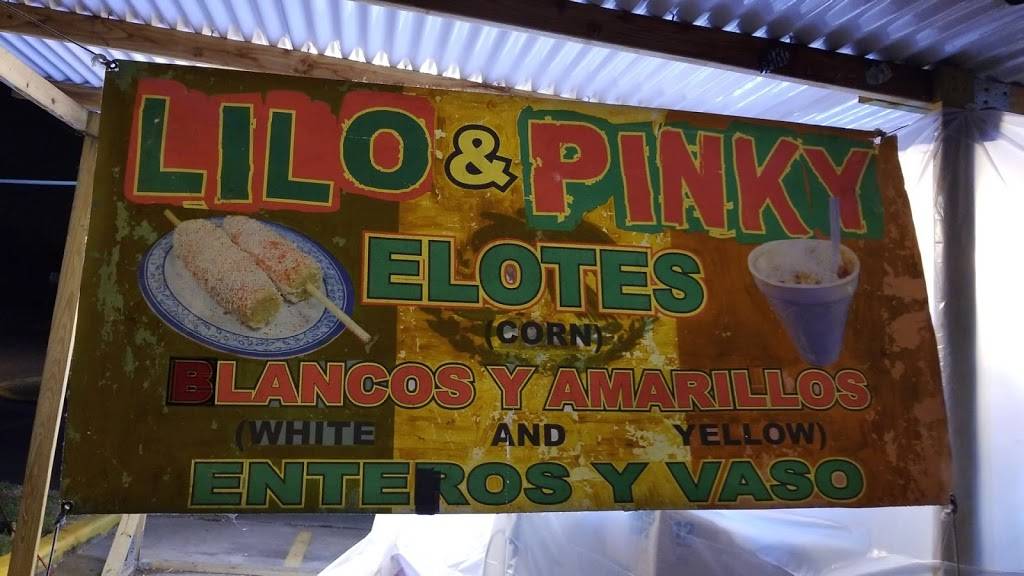 LILO & PINKY
ELOTES
(CORN)
BLANCOS Y AMARILLOS
(WHITE AND YELLOW)
ENTEROS Y VASO